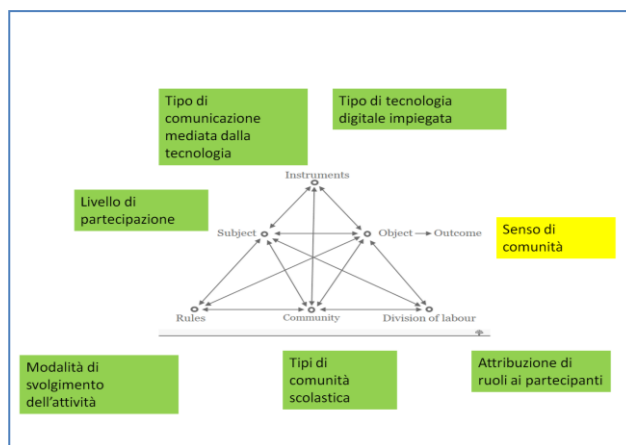 Tipo di
comunicazione
mediata dalla
tecnologia
Tipo di tecnologia
digitale impiegata
Instruments
Livello di
partecipazione
Subject
Object
Outcome
Senso di
comunità
Rules
Community
Division of labour
Modalità di
svolgimento
dell'attività
Tipi di
comunità
scolastica
Attribuzione di
ruoli ai partecipanti